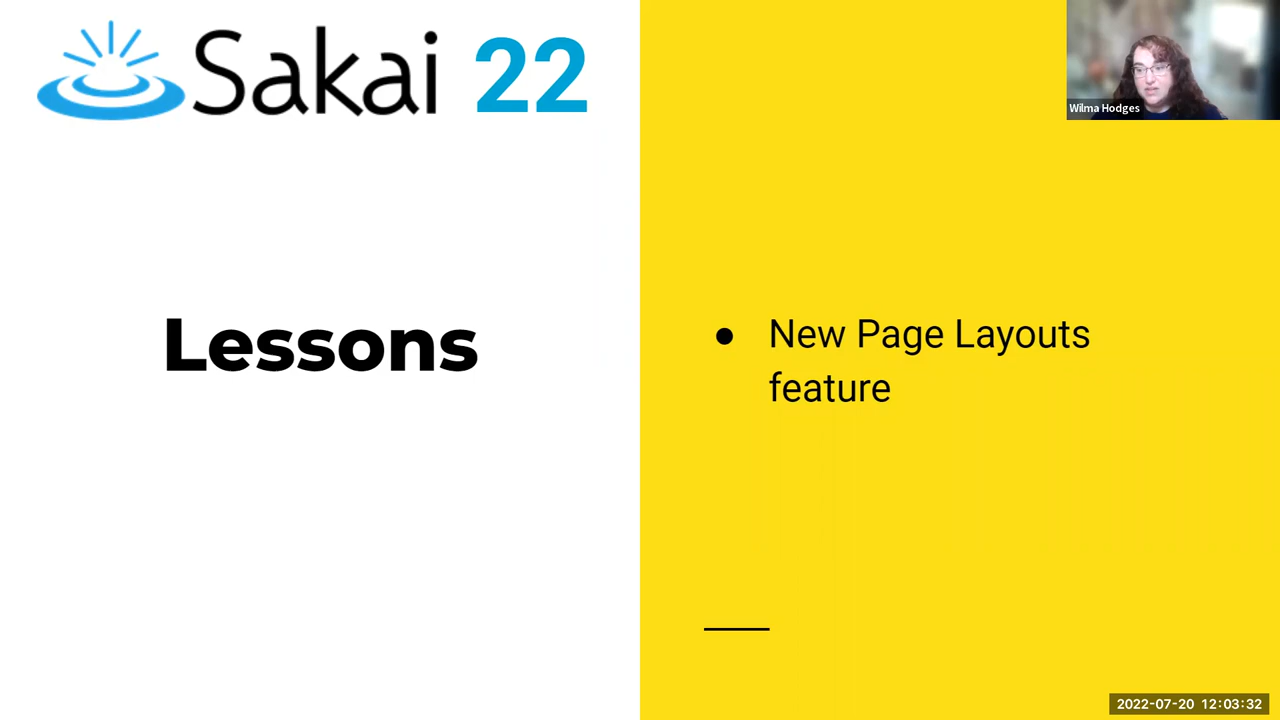 Sakai 22
Wilma Hodges
Lessons
● New Page Layouts
feature
2022-07-20 12:03:32